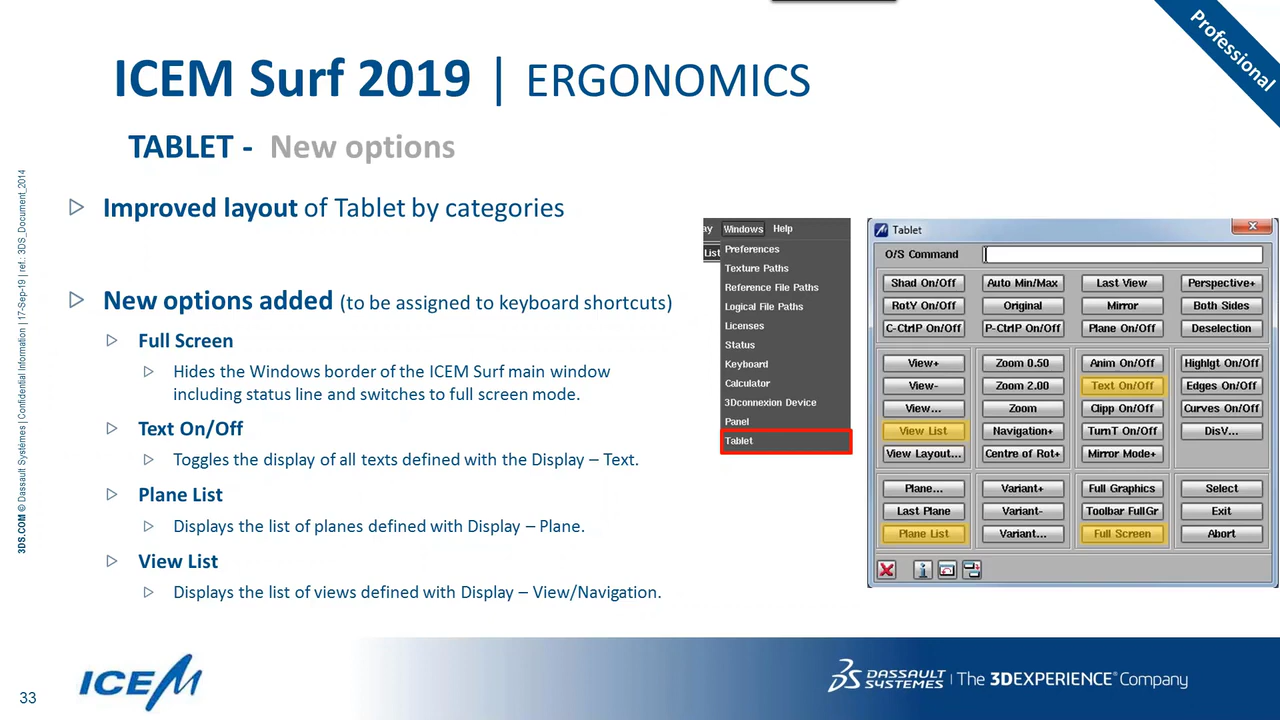 Professional
ICEM Surf 2019 | ERGONOMICS
TABLET - New options
Improved layout of Tablet by categories
New options added (to be assigned to keyboard shortcuts)
Full Screen
Hides the Windows border of the ICEM Surf main window
including status line and switches to full screen mode.
Text On/Off
Toggles the display of all texts defined with the Display – Text.
Plane List
Displays the list of planes defined with Display – Plane.
View List
Displays the list of views defined with Display – View/Navigation.
ay Windows Help
List
Preferences
Texture Paths
Reference File Paths
Logical File Paths
Licenses
Status
Keyboard
Calculator
3Dconnexion Device
Panel
Tablet
Tablet
O/S Command
Shad On/Off Auto Min/Max Last View Perspective+
RotY On/Off Original Mirror Both Sides
C-CtrlP On/Off P-CtrlP On/Off Plane On/Off Deselection
View+ Zoom 0.50 Anim On/Off Highlgt On/Off
View- Zoom 2.00 Text On/Off Edges On/Off
View... Zoom Clipp On/Off Curves On/Off
View List Navigation+ TurnT On/Off DisV...
View Layout... Centre of Rot+ Mirror Mode+
Plane... Variant+ Full Graphics Select
Last Plane Variant- Toolbar FullGr Exit
Plane List Variant... Full Screen Abort
3DS.COM © Dassault Systèmes | Confidential Information | 17-Sep-19 | ref.: 3DS_Document_2014
33
ICEM
DASSAULT SYSTEMES | The 3DEXPERIENCE® Company